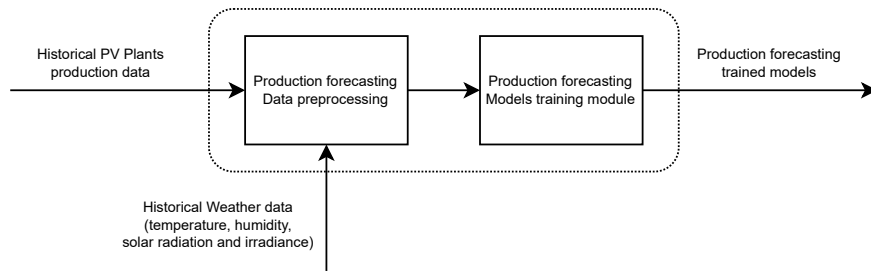 Historical PV Plants
production data
Production forecasting
Data preprocessing
Production forecasting
Models training module
Production forecasting
trained models
Historical Weather data
(temperature, humidity,
solar radiation and irradiance)